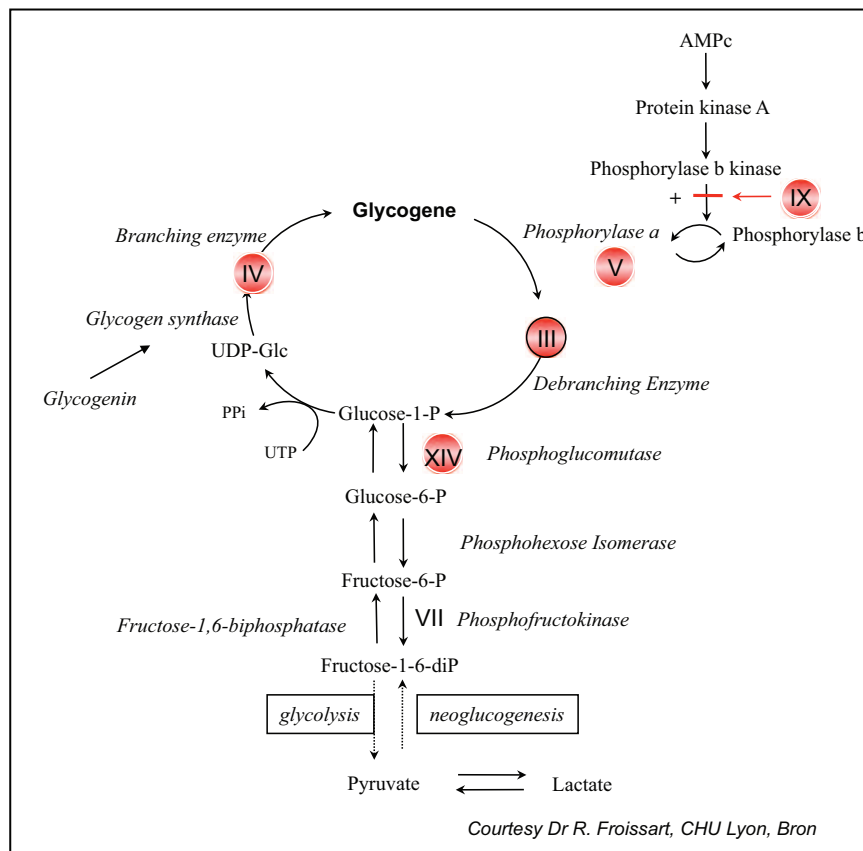 AMPc
Protein kinase A
Phosphorylase b kinase
+
IX
Glycogene
Phosphorylase a
Phosphorylase b
Branching enzyme
V
IV
Glycogen synthase
III
UDP-Glc
Debranching Enzyme
Glycogenin
PPi
Glucose-1-P
UTP
XIV
Phosphoglucomutase
Glucose-6-P
Phosphohexose Isomerase
Fructose-6-P
Fructose-1,6-biphosphatase
VII
Phosphofructokinase
Fructose-1-6-diP
glycolysis
neoglucogenesis
Pyruvate
Lactate
Courtesy Dr R. Froissart, CHU Lyon, Bron